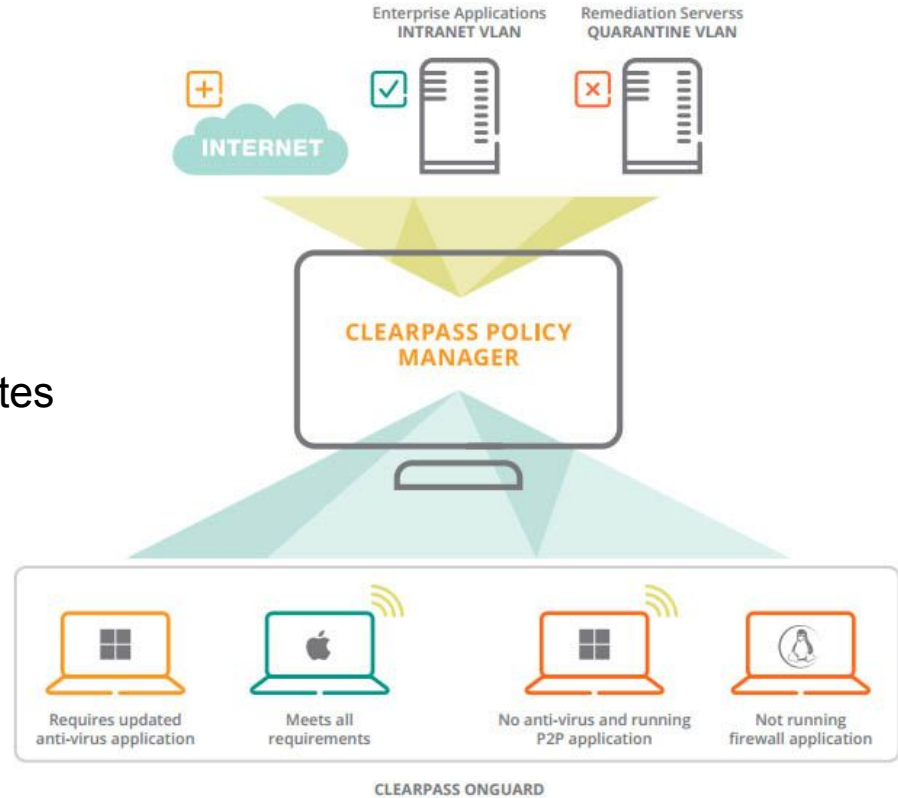 Enterprise Applications
INTRANET VLAN
Remediation Serverss
QUARANTINE VLAN
INTERNET
CLEARPASS POLICY
MANAGER
tes
Requires updated
anti-virus application
Meets all
requirements
No anti-virus and running
P2P application
Not running
firewall application
CLEARPASS ONGUARD